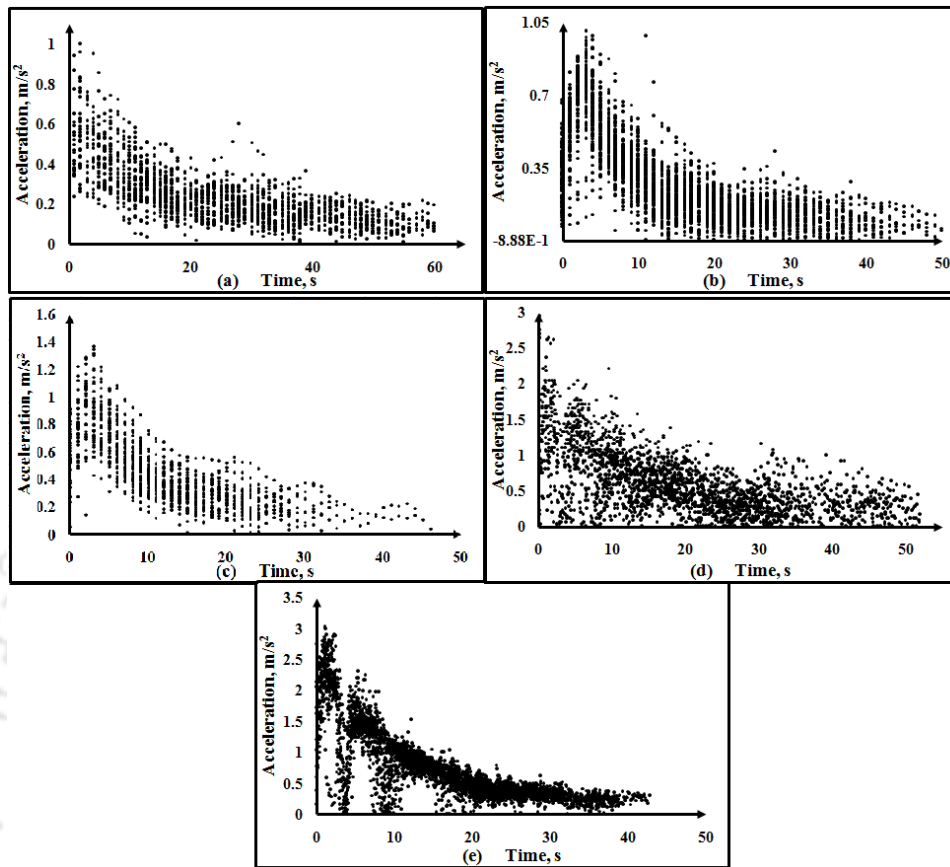 Acceleration, m/s²
1
0.8
0.6
0.4
0.2
0
0 20 40 60
(a) Time, s
Acceleration, m/s²
1.05
0.7
0.35
-8.88E-1
0 10 20 30 40 50
(b) Time, s
Acceleration, m/s²
1.6
1.4
1.2
1
0.8
0.6
0.4
0.2
0
0 10 20 30 40 50
(c) Time, s
Acceleration, m/s²
3
2.5
2
1.5
1
0.5
0
0 10 20 30 40 50
(d) Time, s
Acceleration, m/s²
3.5
3
2.5
2
1.5
1
0.5
0
0 10 20 30 40 50
(e) Time, s